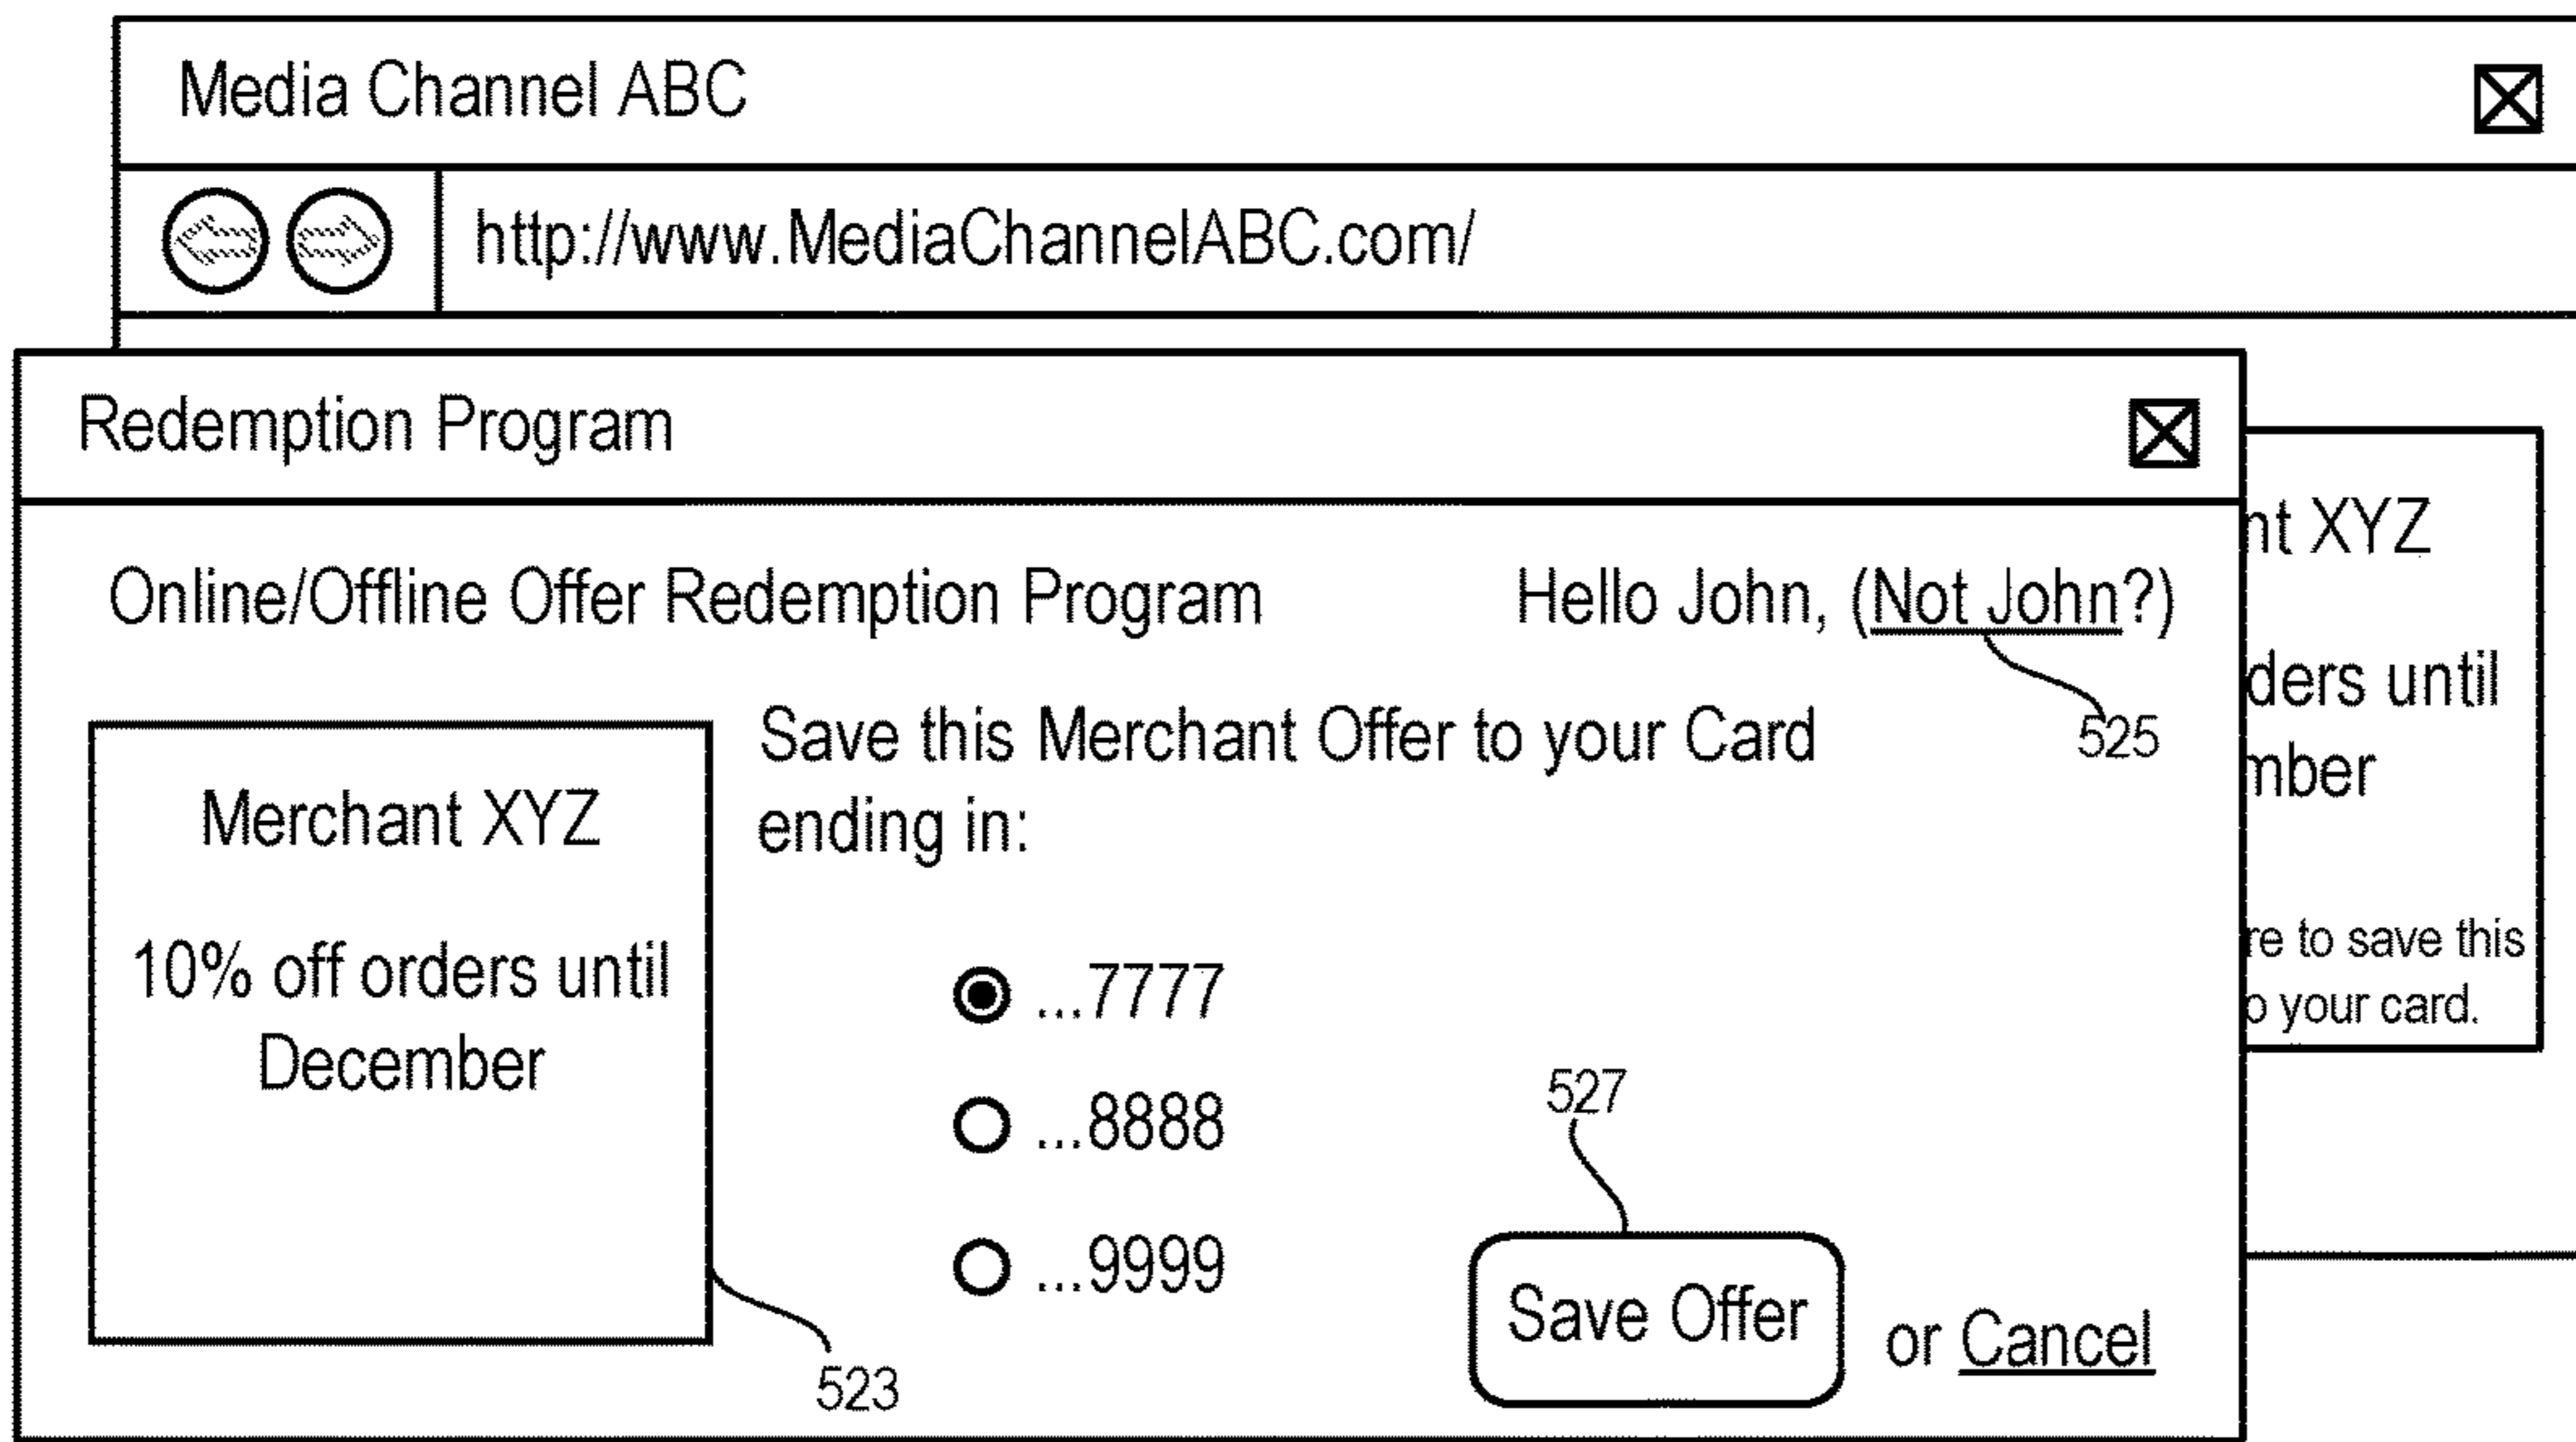 Media Channel ABC
http://www.MediaChannelABC.com/
Redemption Program
Online/Offline Offer Redemption Program
Hello John, (Not John?)
525
Save this Merchant Offer to your Card
ending in:
Merchant XYZ
10% off orders until
December
523
...7777
...8888
...9999
527
Save Offer
or Cancel
nt XYZ
ders until
mber
re to save this
o your card.